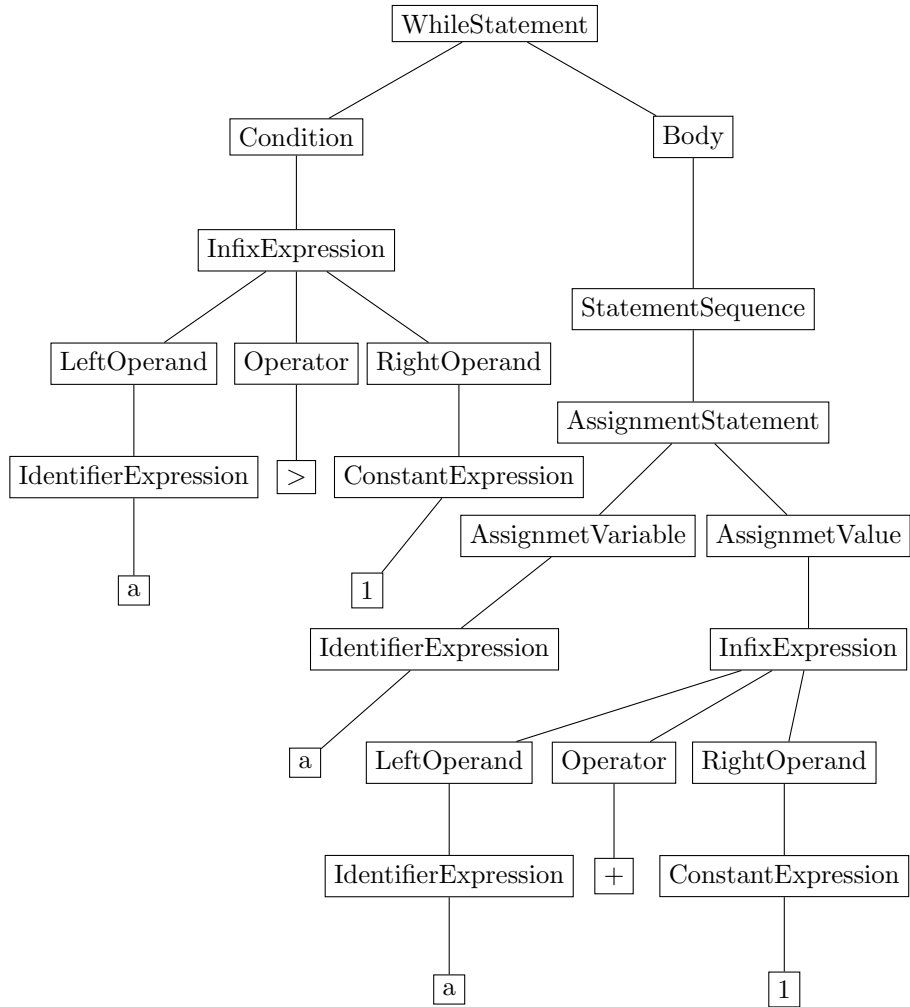 WhileStatement
Condition
Body
InfixExpression
StatementSequence
LeftOperand
Operator
RightOperand
AssignmentStatement
IdentifierExpression
>
ConstantExpression
AssignmetVariable
AssignmetValue
a
1
IdentifierExpression
InfixExpression
a
LeftOperand
Operator
RightOperand
IdentifierExpression
+
ConstantExpression
a
1